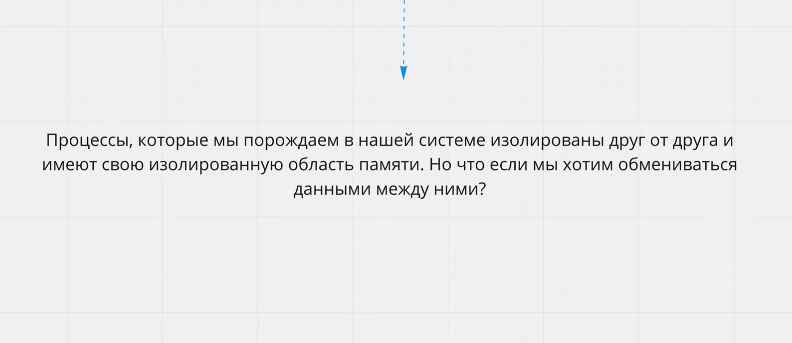 Процессы, которые мы порождаем в нашей системе изолированы друг от друга и
имеют свою изолированную область памяти. Но что если мы хотим обмениваться
данными между ними?